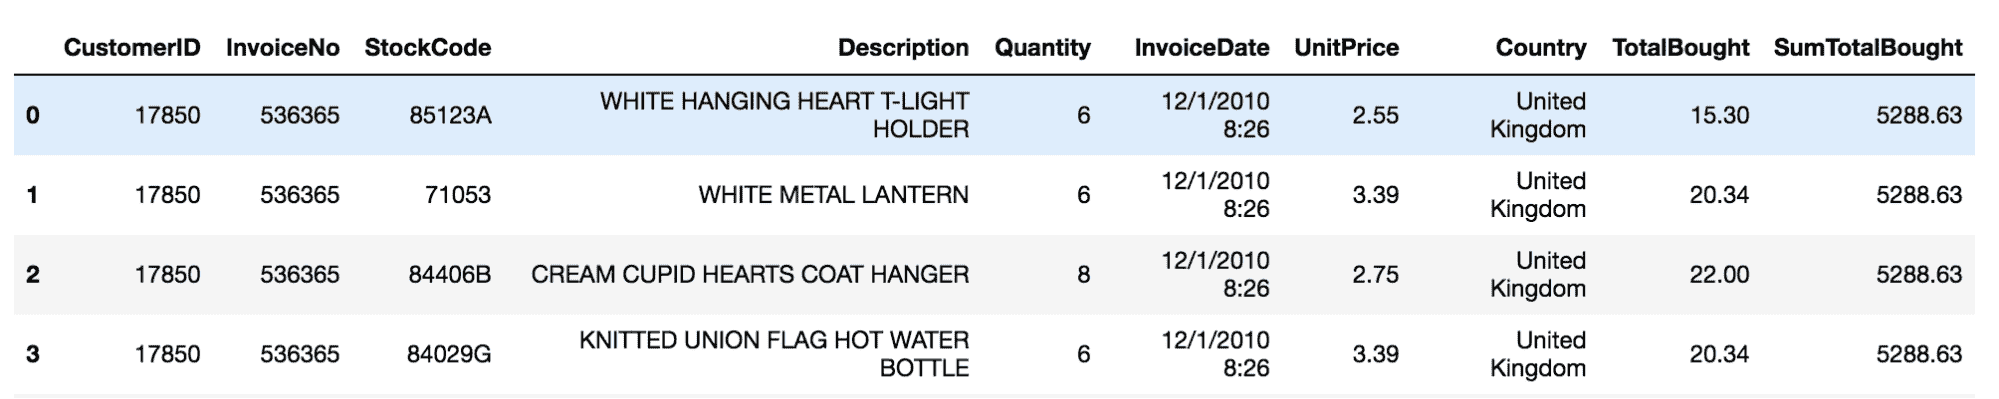 CustomerID InvoiceNo StockCode Description Quantity InvoiceDate UnitPrice Country TotalBought SumTotalBought
0 17850 536365 85123A WHITE HANGING HEART T-LIGHT HOLDER 6 12/1/2010 8:26 2.55 United Kingdom 15.30 5288.63
1 17850 536365 71053 WHITE METAL LANTERN 6 12/1/2010 8:26 3.39 United Kingdom 20.34 5288.63
2 17850 536365 84406B CREAM CUPID HEARTS COAT HANGER 8 12/1/2010 8:26 2.75 United Kingdom 22.00 5288.63
3 17850 536365 84029G KNITTED UNION FLAG HOT WATER BOTTLE 6 12/1/2010 8:26 3.39 United Kingdom 20.34 5288.63